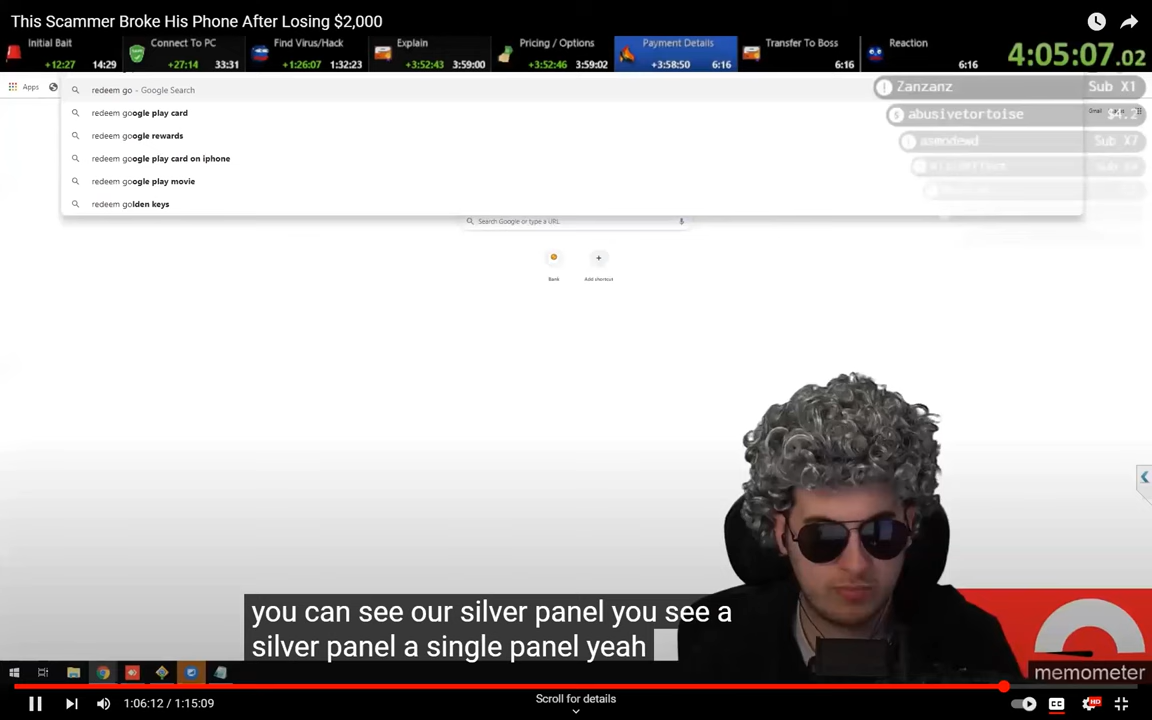 This Scammer Broke His Phone After Losing $2,000
Initial Bait
+12:27 14:29
Connect To PC
+27:14 33:31
Find Virus/Hack
+1:26:07 1:32:23
Explain
+3:52:43 3:59:00
Pricing / Options
+3:52:46 3:59:02
Payment Details
+3:58:50 6:16
Transfer To Boss
6:16
Reaction
6:16
4:05:07.02
Apps
redeem go - Google Search
redeem google play card
redeem google rewards
redeem google play card on iphone
redeem google play movie
redeem golden keys
Zanzanz Sub X1
Gmail
abusivetortoise
asmodewd Sub X7
Search Google or type a URL
Bank
Add shortcut
you can see our silver panel you see a
silver panel a single panel yeah
memometer
1:06:12 / 1:15:09
Scroll for details
CC
HD